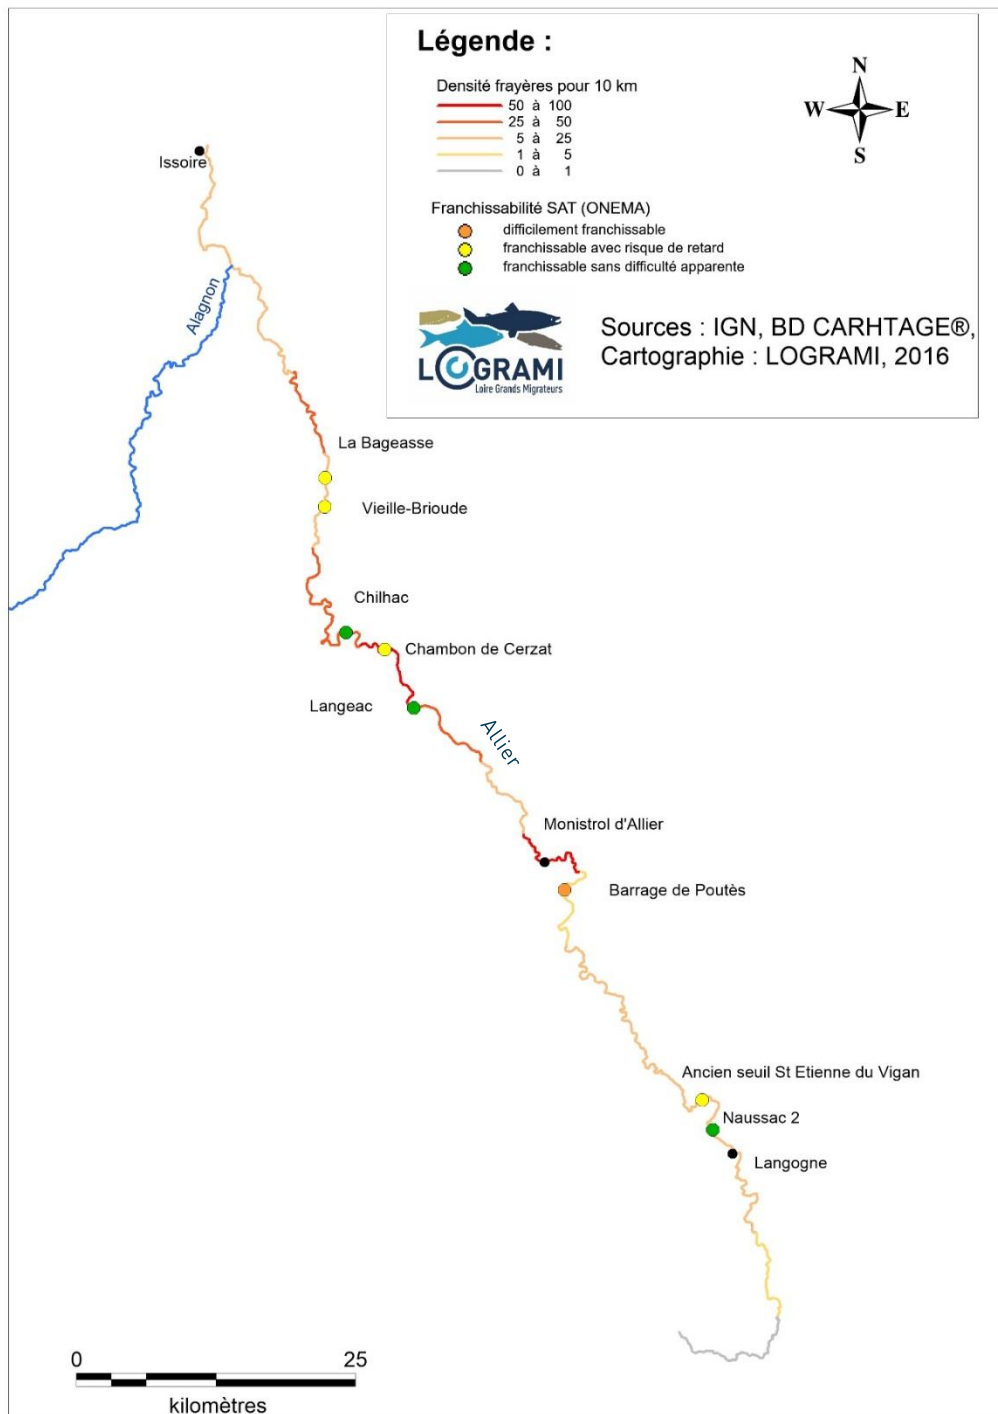 Légende :
Densité frayères pour 10 km
50 à 100
25 à 50
5 à 25
1 à 5
0 à 1
Franchissabilité SAT (ONEMA)
difficilement franchissable
franchissable avec risque de retard
franchissable sans difficulté apparente
N
W
E
S
LOGRAMI
Loire Grands Migrateurs
Sources : IGN, BD CARHTAGE®,
Cartographie : LOGRAMI, 2016
Issoire
Alagnon
La Bageasse
Vieille-Brioude
Chilhac
Chambon de Cerzat
Langeac
Allier
Monistrol d'Allier
Barrage de Poutès
Ancien seuil St Etienne du Vigan
Naussac 2
Langogne
0
25
kilomètres